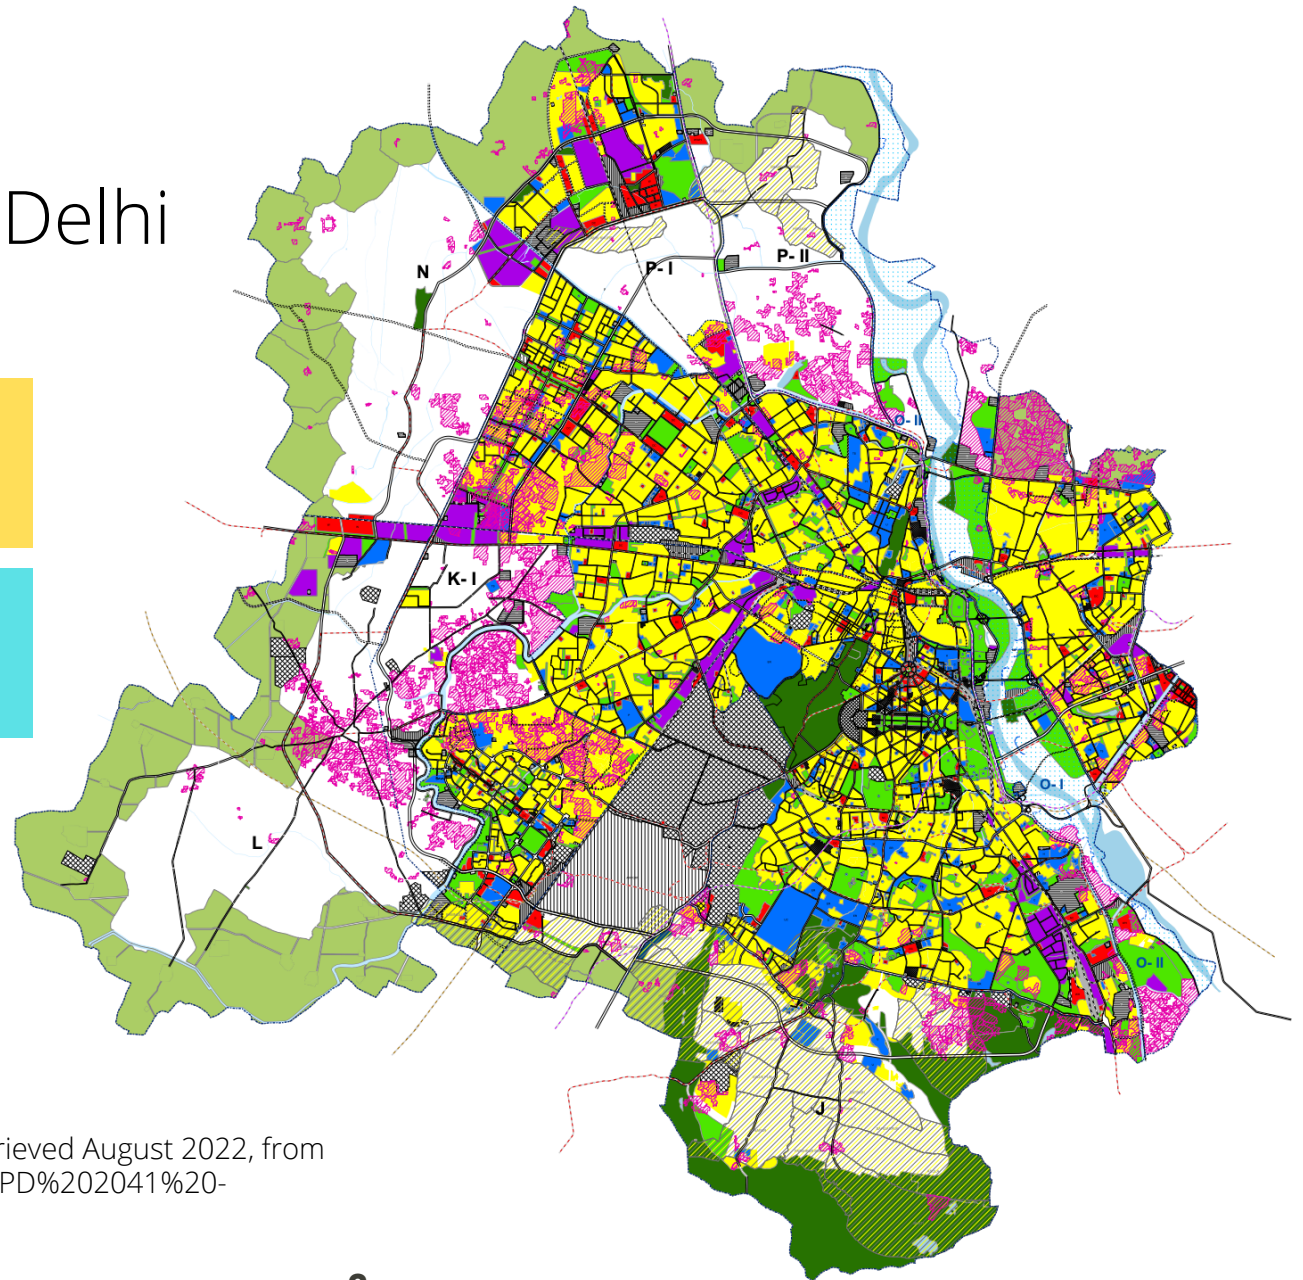 Delhi
N
P- I
P- II
O- II
K- I
O- I
L
O- II
J
rieved August 2022, from
PD%202041%20-